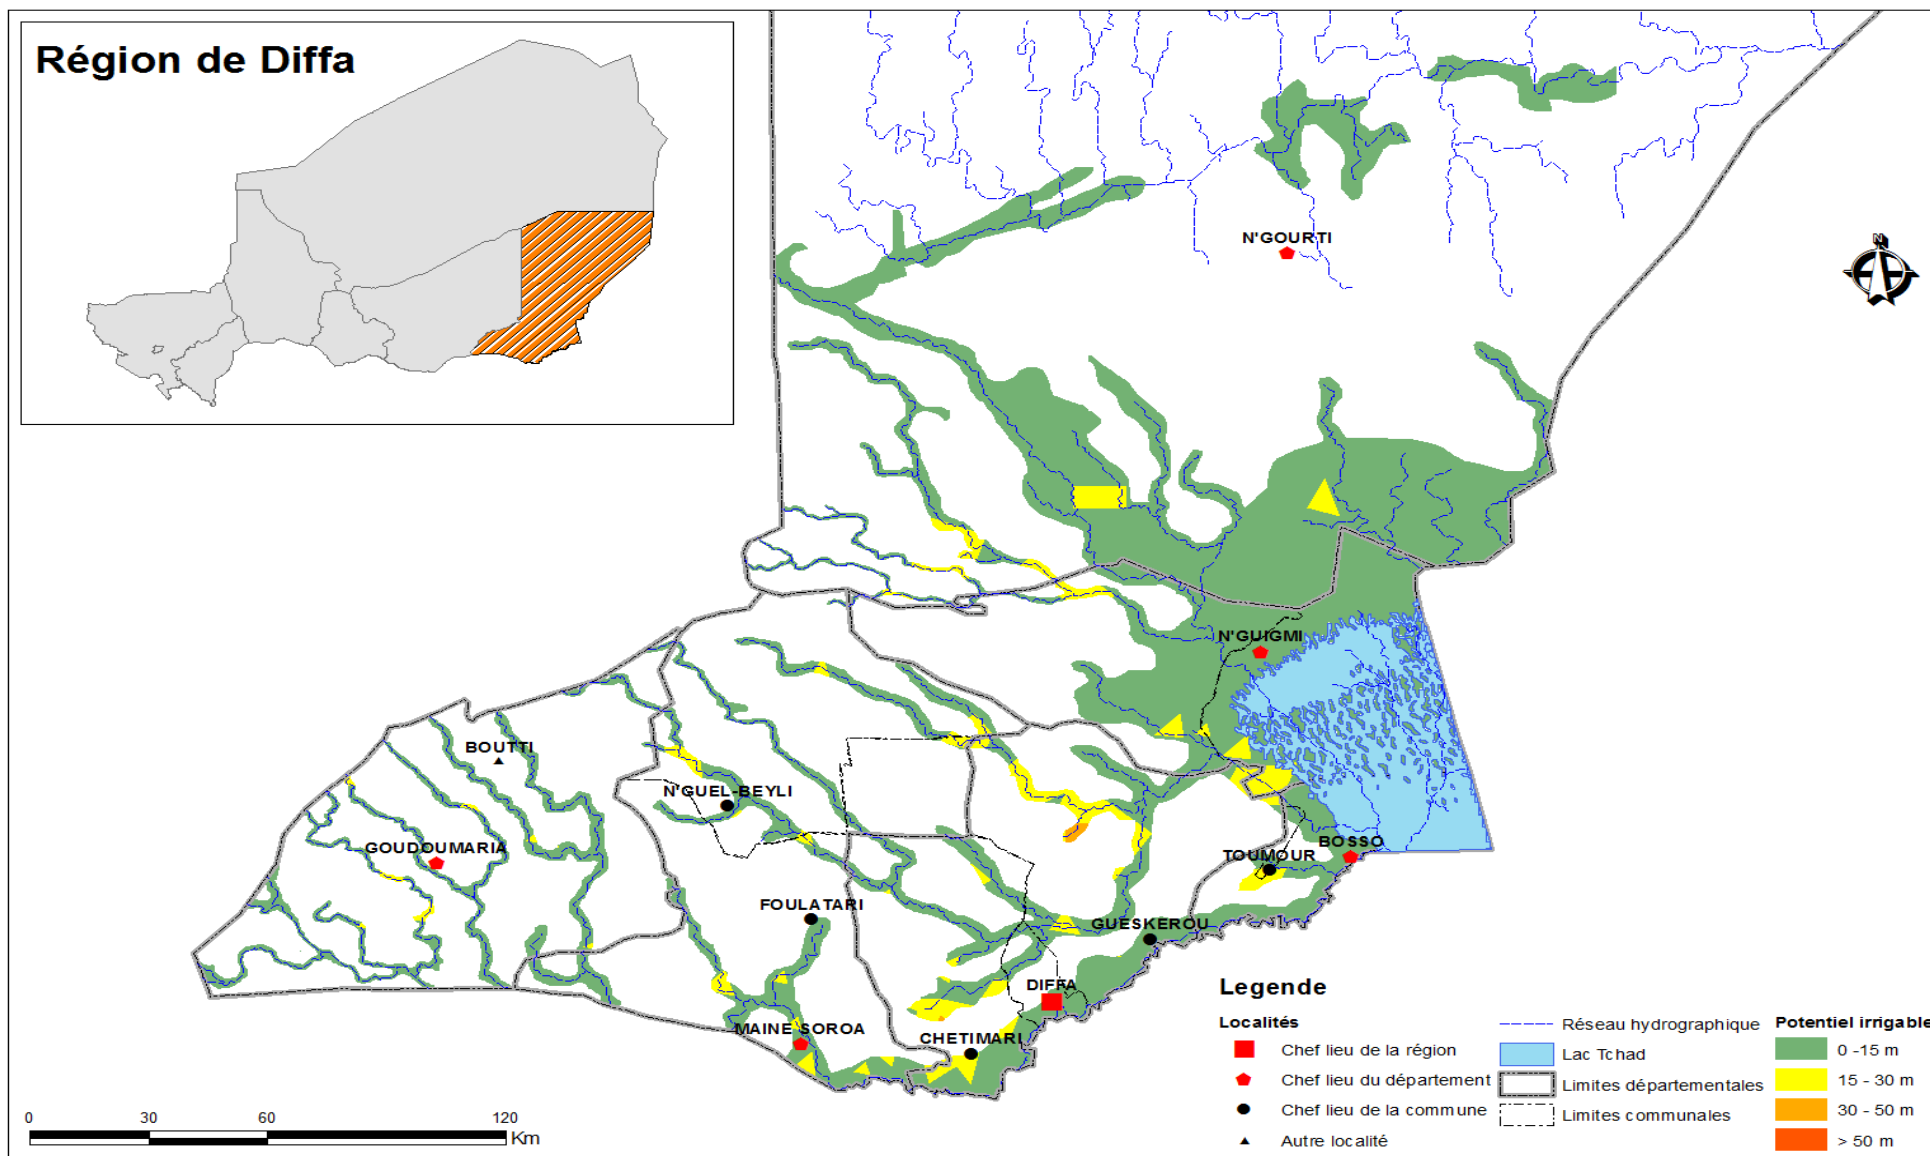 Région de Diffa
N
N'GOURTI
N'GUIGMI
BOUTTI
N'GUEL-BEYLI
GOUDOUMARIA
BOSSO
TOUMOUR
FOULATARI
GUESKEROU
DIFFA
MAINE SOROA
CHETIMARI
0 30 60 120
Km
Legende
Localités
Chef lieu de la région
Chef lieu du département
Chef lieu de la commune
Autre localité
Réseau hydrographique
Lac Tchad
Limites départementales
Limites communales
Potentiel irrigable
0 -15 m
15 - 30 m
30 - 50 m
> 50 m